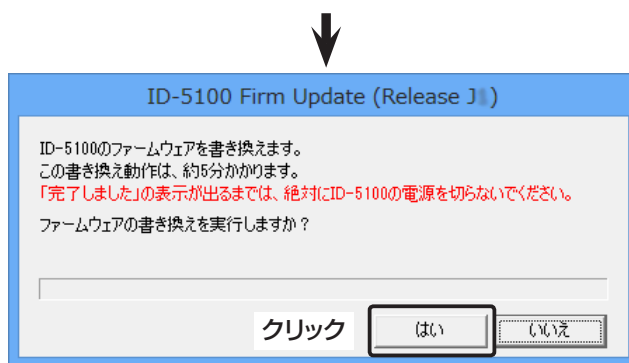 ID-5100 Firm Update (Release J)
ID-5100のファームウェアを書き換えます。
この書き換え動作は、約5分かかります。
「完了しました」の表示が出るまでは、絶対にID-5100の電源を切らないでください。
ファームウェアの書き換えを実行しますか？
クリック はい いいえ